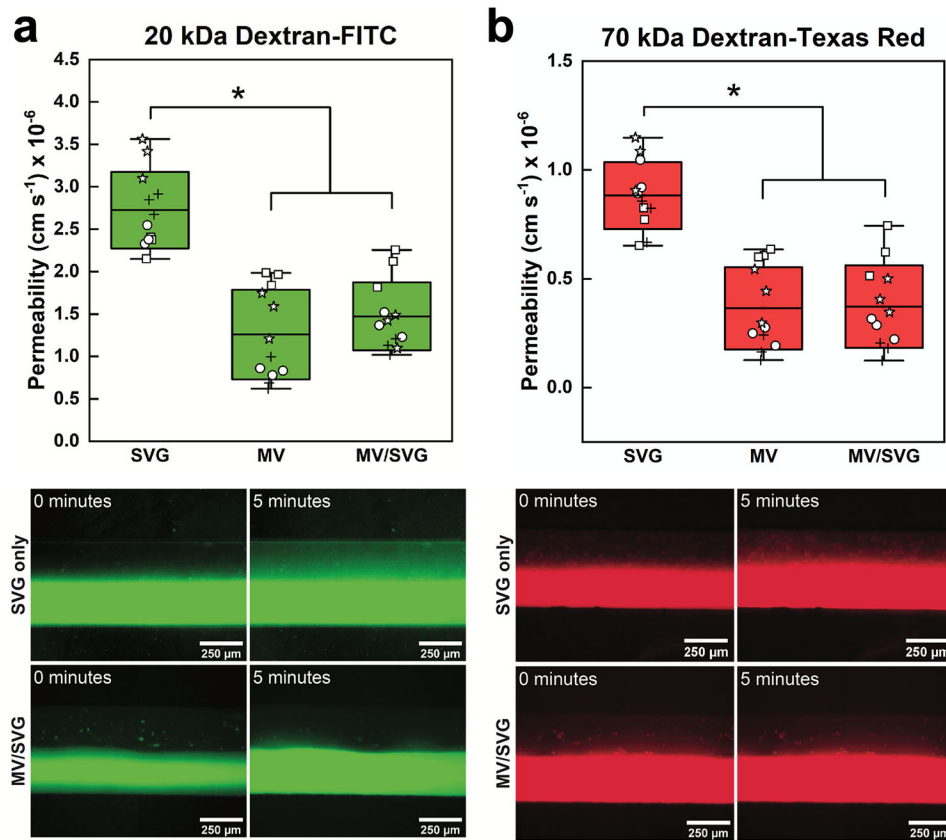 a
20 kDa Dextran-FITC
Permeability (cm s⁻¹) x 10⁻⁶
4.5
4.0
3.5
3.0
2.5
2.0
1.5
1.0
0.5
0.0
*
SVG MV MV/SVG
b
70 kDa Dextran-Texas Red
Permeability (cm s⁻¹) x 10⁻⁶
1.5
1.0
0.5
0.0
*
SVG MV MV/SVG
SVG only
0 minutes
250 µm
5 minutes
250 µm
MV/SVG
0 minutes
250 µm
5 minutes
250 µm
SVG only
0 minutes
250 µm
5 minutes
250 µm
MV/SVG
0 minutes
250 µm
5 minutes
250 µm